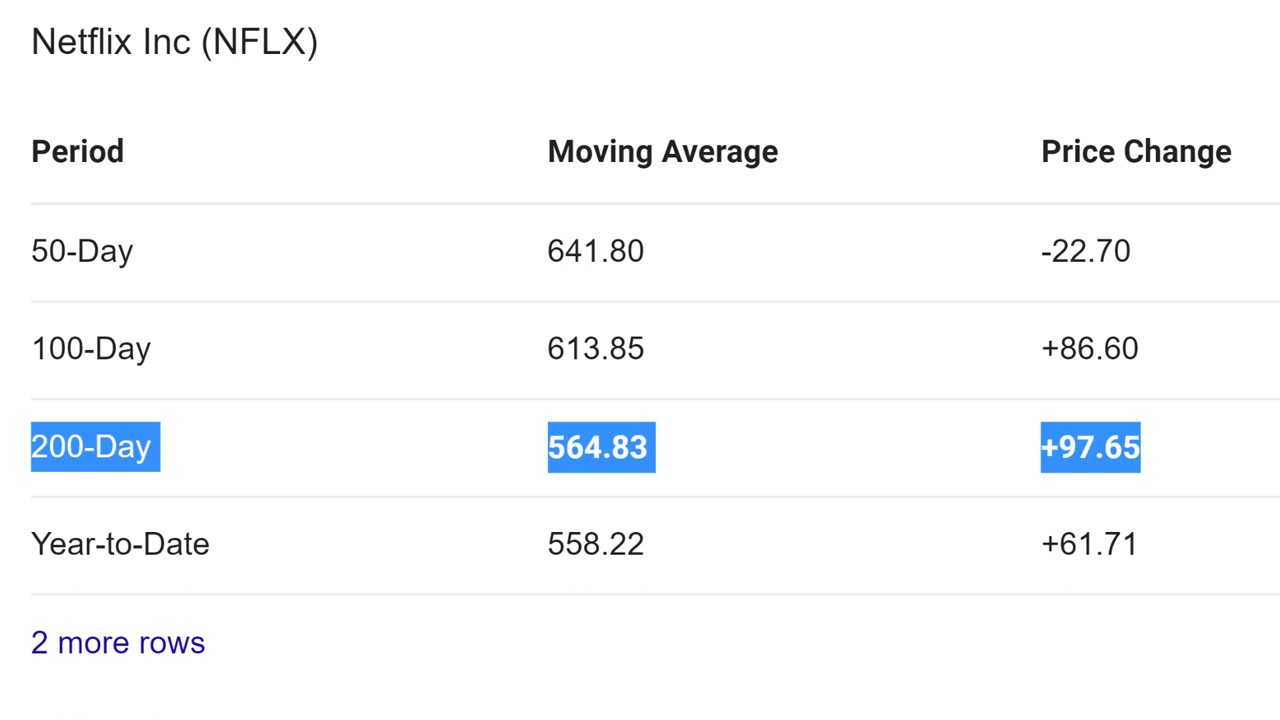 Netflix Inc (NFLX)
Period Moving Average Price Change
50-Day 641.80 -22.70
100-Day 613.85 +86.60
200-Day 564.83 +97.65
Year-to-Date 558.22 +61.71
2 more rows